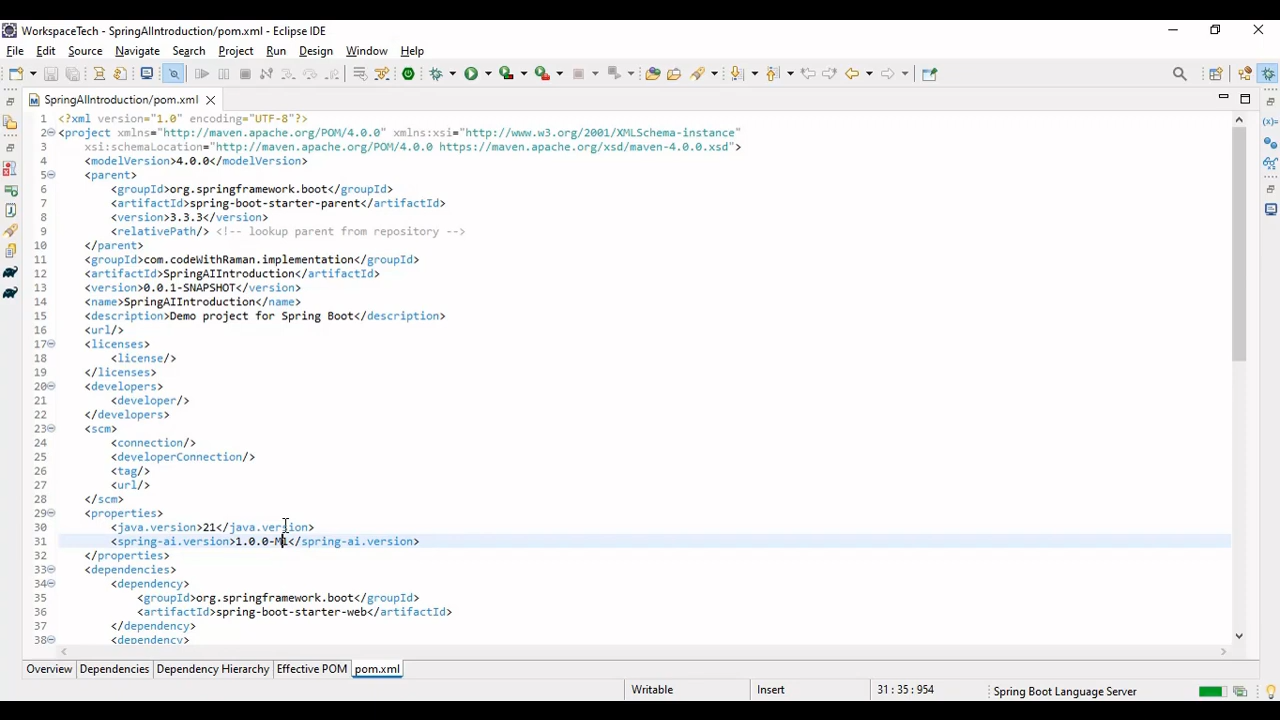 WorkspaceTech - SpringAIIntroduction/pom.xml - Eclipse IDE
File Edit Source Navigate Search Project Run Design Window Help
SpringAIIntroduction/pom.xml
1 <?xml version="1.0" encoding="UTF-8"?>
2 <project xmlns="http://maven.apache.org/POM/4.0.0" xmlns:xsi="http://www.w3.org/2001/XMLSchema-instance"
3 xsi:schemaLocation="http://maven.apache.org/POM/4.0.0 https://maven.apache.org/xsd/maven-4.0.0.xsd">
4 <modelVersion>4.0.0</modelVersion>
5 <parent>
6 <groupId>org.springframework.boot</groupId>
7 <artifactId>spring-boot-starter-parent</artifactId>
8 <version>3.3.3</version>
9 <relativePath/> <!-- lookup parent from repository -->
10 </parent>
11 <groupId>com.codeWithRaman.implementation</groupId>
12 <artifactId>SpringAIIntroduction</artifactId>
13 <version>0.0.1-SNAPSHOT</version>
14 <name>SpringAIIntroduction</name>
15 <description>Demo project for Spring Boot</description>
16 <url/>
17 <licenses>
18 <license/>
19 </licenses>
20 <developers>
21 <developer/>
22 </developers>
23 <scm>
24 <connection/>
25 <developerConnection/>
26 <tag/>
27 <url/>
28 </scm>
29 <properties>
30 <java.version>21</java.version>
31 <spring-ai.version>1.0.0-M1</spring-ai.version>
32 </properties>
33 <dependencies>
34 <dependency>
35 <groupId>org.springframework.boot</groupId>
36 <artifactId>spring-boot-starter-web</artifactId>
37 </dependency>
38 <dependency>
Overview Dependencies Dependency Hierarchy Effective POM pom.xml
Writable Insert 31 : 35 : 954 Spring Boot Language Server